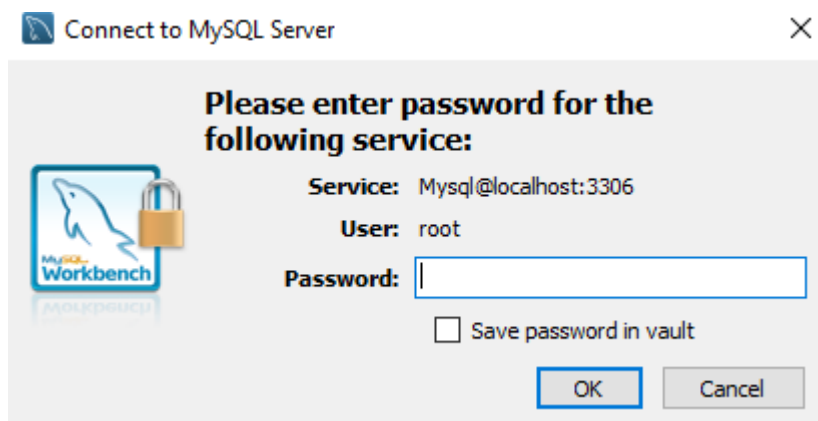 Connect to MySQL Server
Please enter password for the
following service:
Service: Mysql@localhost:3306
User: root
MySQL
Workbench
Password:
Save password in vault
OK Cancel